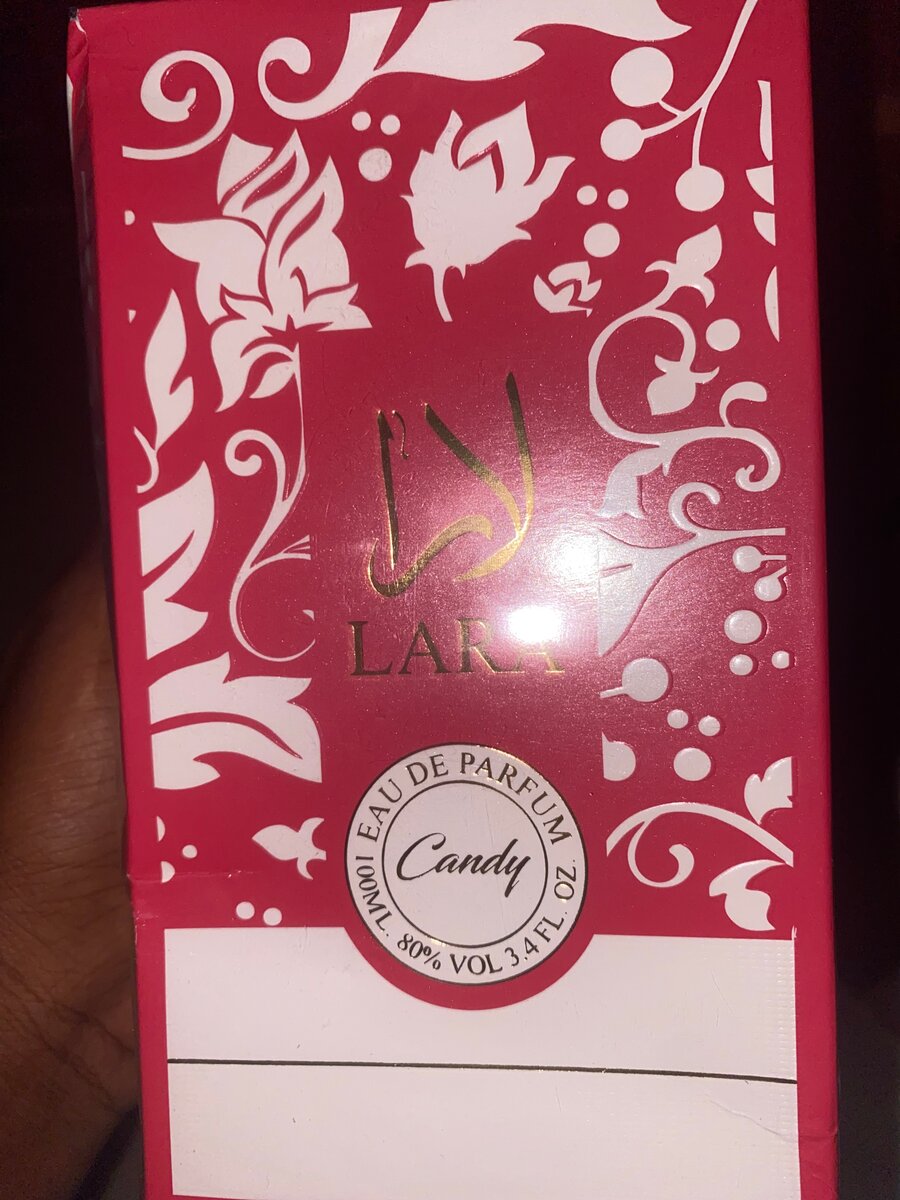 لارا
LARA
EAU DE PARFUM
Candy
100ML. 80% VOL 3.4 FL. OZ.